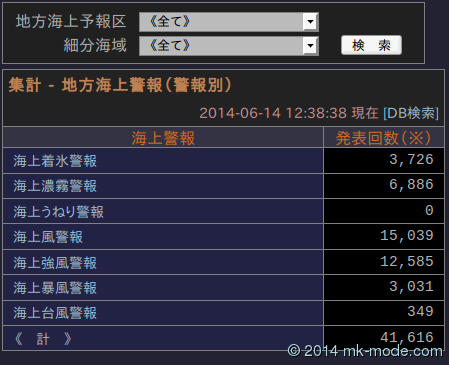 地方海上予報区 《全て》
細分海域 《全て》 検 索
集計 - 地方海上警報(警報別)
2014-06-14 12:38:38 現在 [DB検索]
海上警報 発表回数(※)
海上着氷警報 3,726
海上濃霧警報 6,886
海上うねり警報 0
海上風警報 15,039
海上強風警報 12,585
海上暴風警報 3,031
海上台風警報 349
《 計 》 41,616
© 2014 mk-mode.com